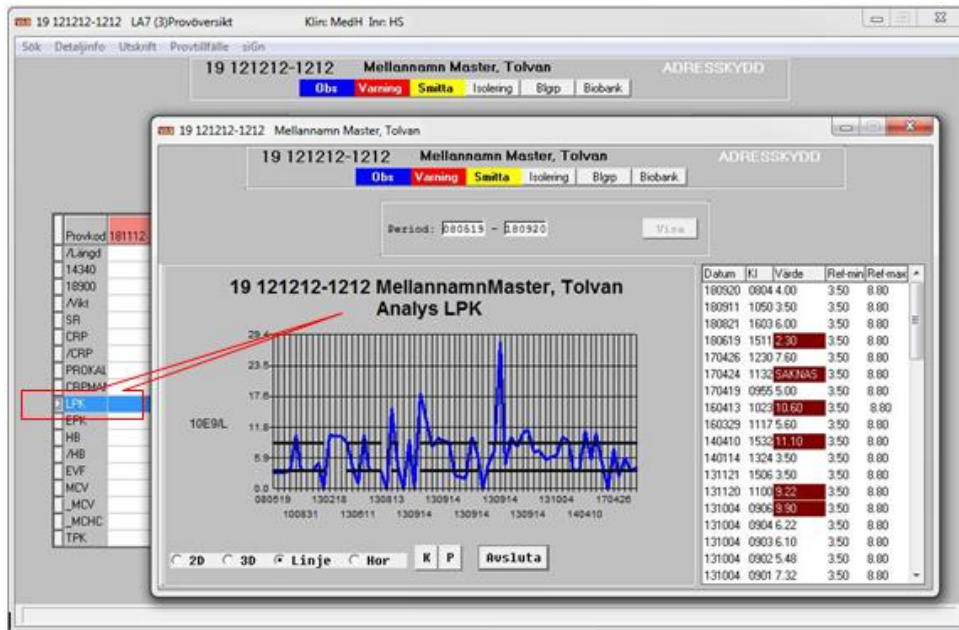 19 121212-1212 LA7 (3)Provöversikt Klin: MedH Inr: HS
Sök Detaljinfo Utskrift Provtillfälle siGn
19 121212-1212 Mellannamn Master, Tolvan ADRESSKYDD
Obs Varning Smitta Isolering Blgrp Biobank
19 121212-1212 Mellannamn Master, Tolvan
19 121212-1212 Mellannamn Master, Tolvan ADRESSKYDD
Obs Varning Smitta Isolering Blgrp Biobank
Period: 080519 - 180920 Visa
Provkod 181112
/Längd
14340
18900
/Vikt
SR
CRP
/CRP
PROKAL
CRPMAN
LPK
EPK
HB
/HB
EVF
MCV
_MCV
_MCHC
TPK
19 121212-1212 MellannamnMaster, Tolvan
Analys LPK
29.4
23.5
17.6
11.8
10E9/L
5.9
0.0
080519 130218 130813 130914 130914 131004 170426
100831 130611 130914 130914 130914 140410
2D 3D Linje Hor K P Avsluta
Datum Kl Värde Ref-min Ref-max
180920 0804 4.00 3.50 8.80
180911 1050 3.50 3.50 8.80
180821 1603 6.00 3.50 8.80
180619 1511 2.30 3.50 8.80
170426 1230 7.60 3.50 8.80
170424 1132 SAKNAS 3.50 8.80
170419 0955 5.00 3.50 8.80
160413 1023 10.60 3.50 8.80
160329 1117 5.60 3.50 8.80
140410 1532 11.10 3.50 8.80
140114 1324 3.50 3.50 8.80
131121 1506 3.50 3.50 8.80
131120 1100 9.22 3.50 8.80
131004 0906 9.90 3.50 8.80
131004 0904 6.22 3.50 8.80
131004 0903 6.10 3.50 8.80
131004 0902 5.48 3.50 8.80
131004 0901 7.32 3.50 8.80